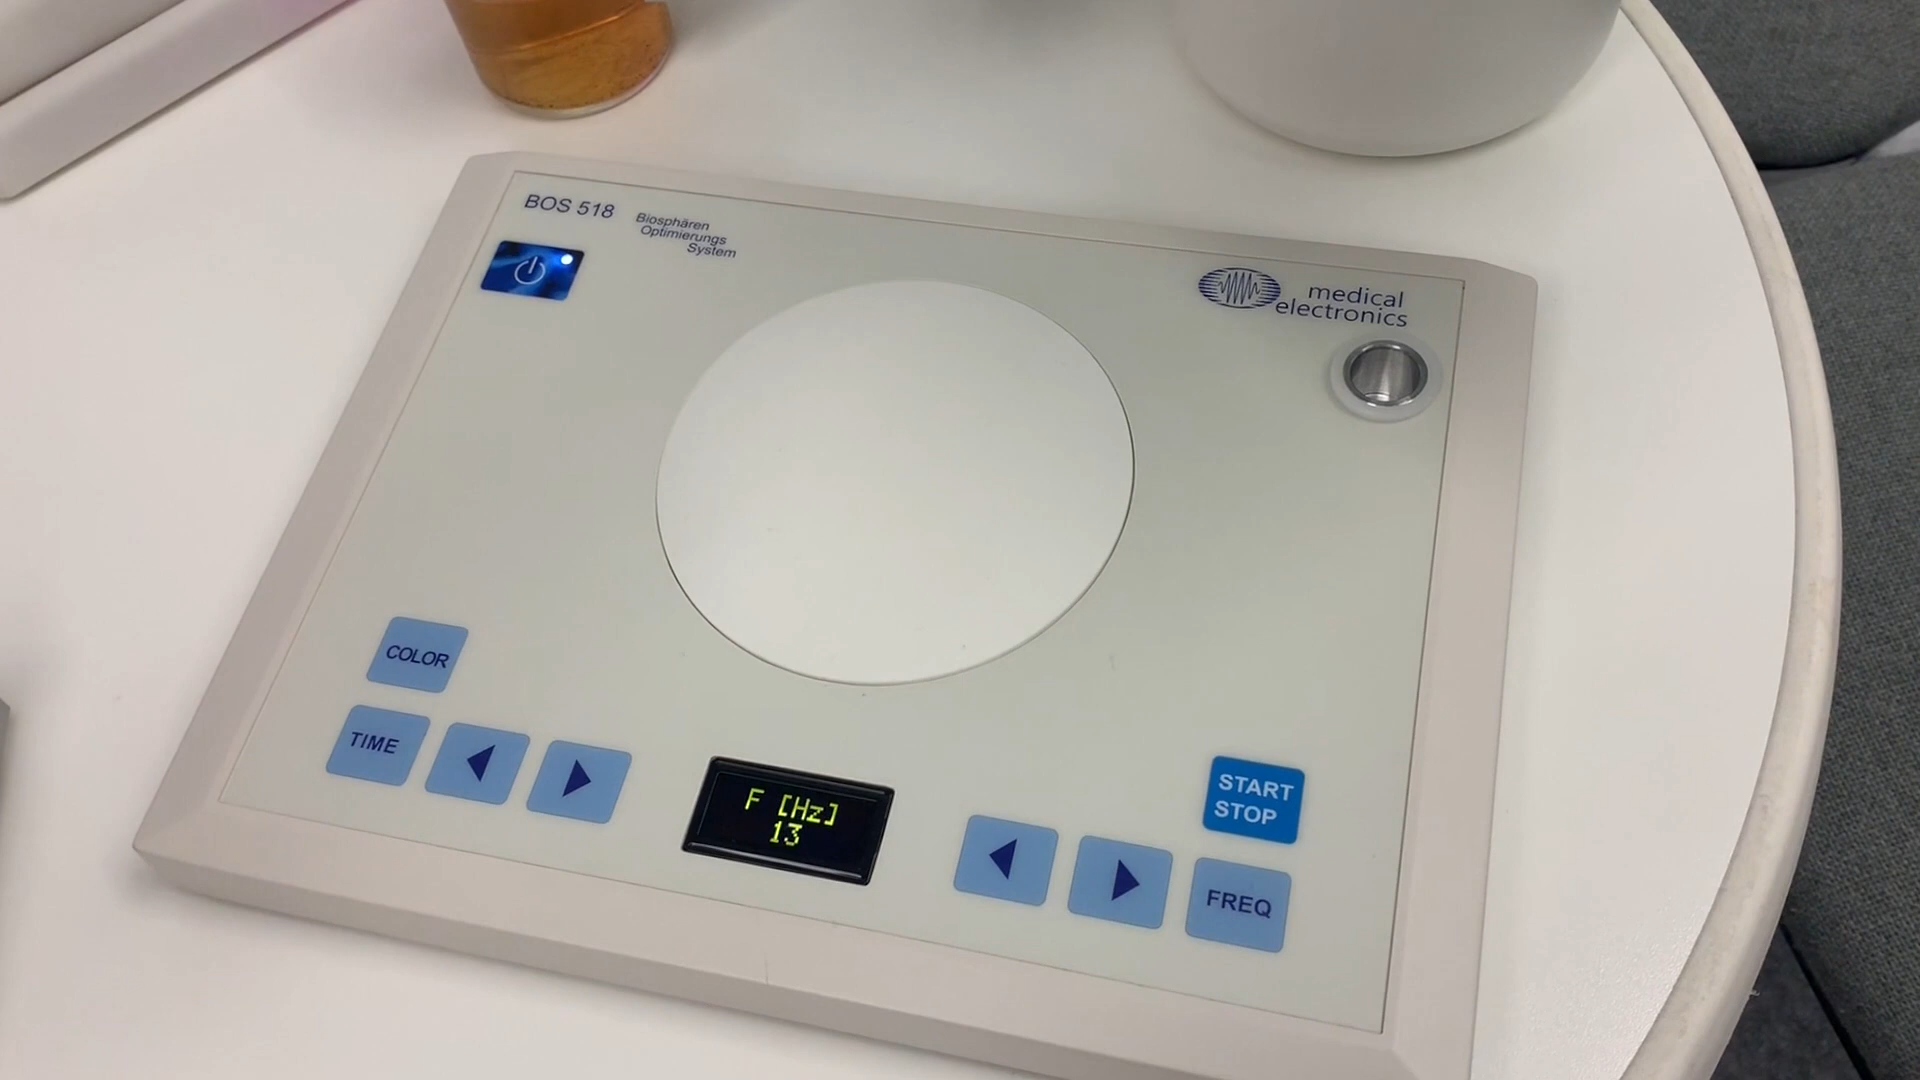 BOS 518
Biosphären
Optimierungs
System
medical
electronics
COLOR
TIME
F [Hz]
13
START
STOP
FREQ